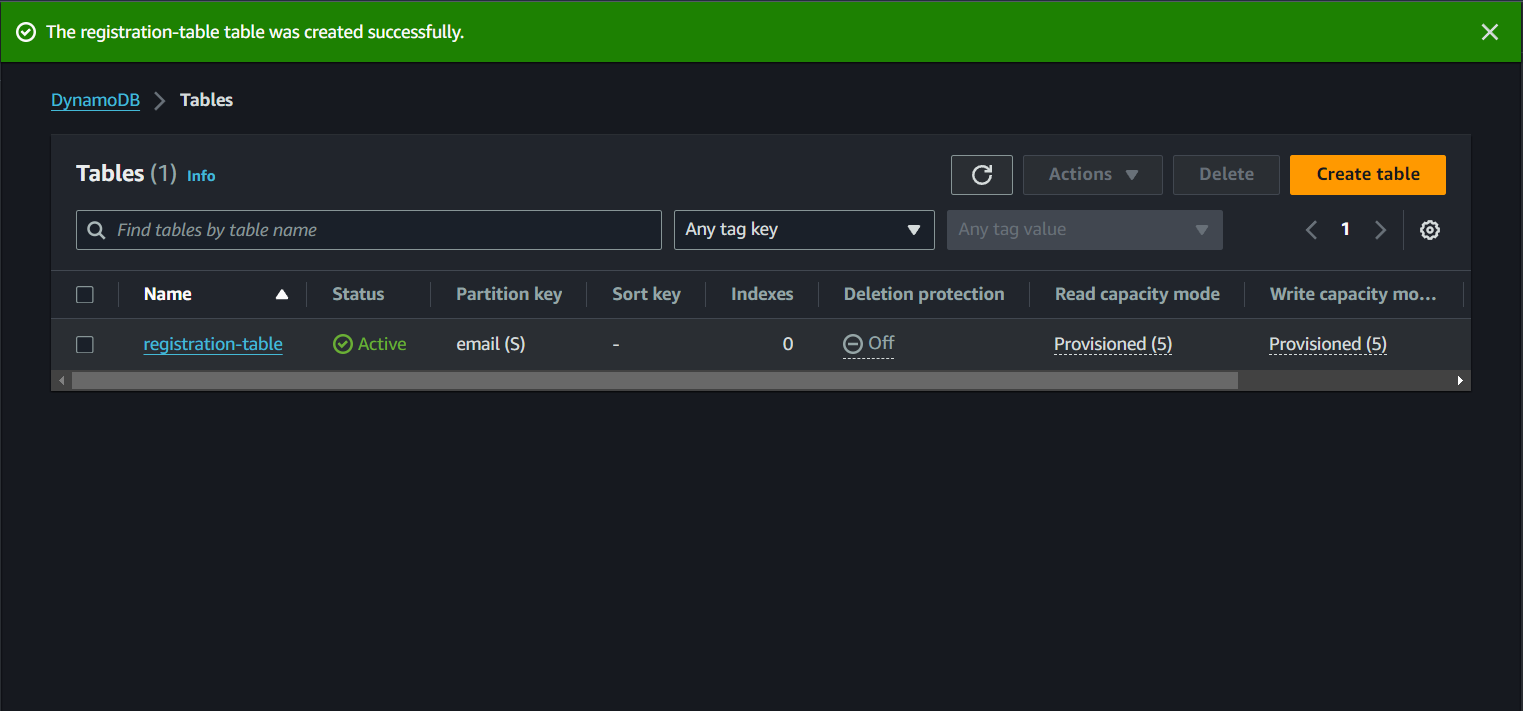 The registration-table table was created successfully.
DynamoDB Tables
Tables (1) Info
Actions Delete Create table
Find tables by table name Any tag key Any tag value 1
Name Status Partition key Sort key Indexes Deletion protection Read capacity mode Write capacity mo...
registration-table Active email (S) - 0 Off Provisioned (5) Provisioned (5)